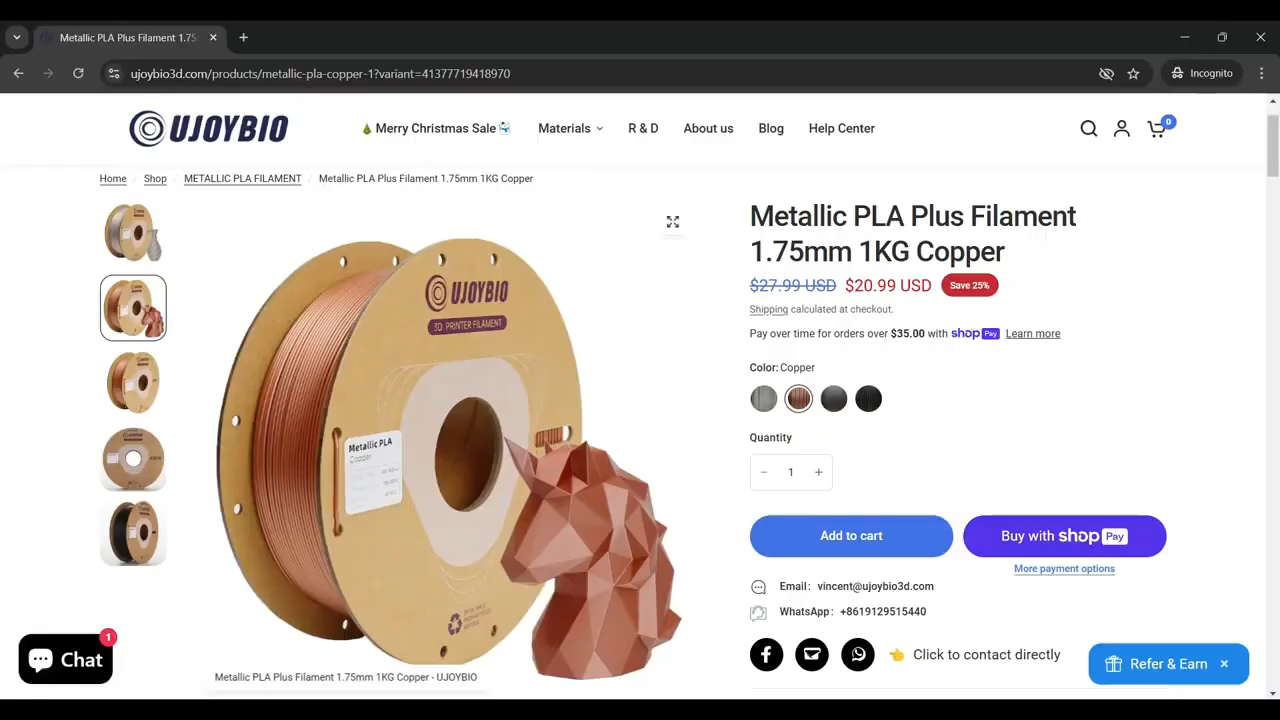 Metallic PLA Plus Filament 1.75
ujoybio3d.com/products/metallic-pla-copper-1?variant=41377719418970
Incognito
UJOYBIO
Merry Christmas Sale
Materials
R & D
About us
Blog
Help Center
0
Home / Shop / METALLIC PLA FILAMENT / Metallic PLA Plus Filament 1.75mm 1KG Copper
UJOYBIO
3D PRINTER FILAMENT
Metallic PLA
Copper
Metallic PLA Plus Filament 1.75mm 1KG Copper - UJOYBIO
Metallic PLA Plus Filament
1.75mm 1KG Copper
$27.99 USD $20.99 USD Save 25%
Shipping calculated at checkout.
Pay over time for orders over $35.00 with shop Pay Learn more
Color: Copper
Quantity
− 1 +
Add to cart
Buy with shop Pay
More payment options
Email： vincent@ujoybio3d.com
WhatsApp： +8619129515440
Click to contact directly
Chat
1
Refer & Earn ×